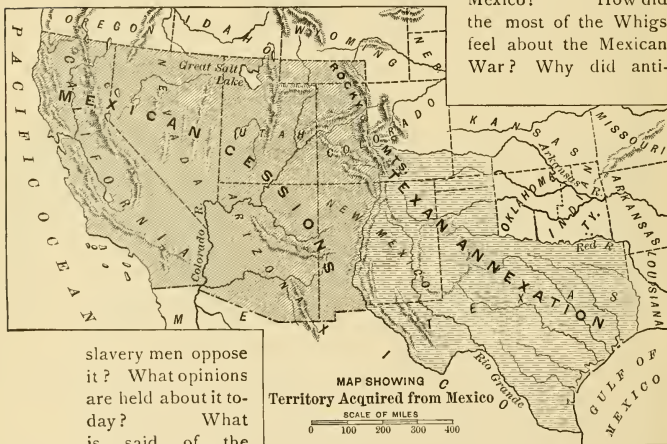 Mexico? How did
the most of the Whigs
feel about the Mexican
War? Why did anti-
OREGON
IDAHO
WYOMING
NEB
PACIFIC OCEAN
Great Salt
Lake
ROCKY MTS.
MEXICAN CESSIONS
NEVADA
UTAH
COLORADO
KANSAS
MISSOURI
CALIFORNIA
Arkansas R.
OKLAHOMA
IND. TY.
ARKANSAS
TEXAN ANNEXATION
NEW MEXICO
ARIZONA
Colorado R.
Red R
LOUISIANA
TEXAS
MEXICO
Rio Grande
GULF OF
MEXICO
slavery men oppose
it ? What opinions
are held about it to-
day ? What
is said of the
MAP SHOWING
Territory Acquired from Mexico
SCALE OF MILES
0 100 200 300 400